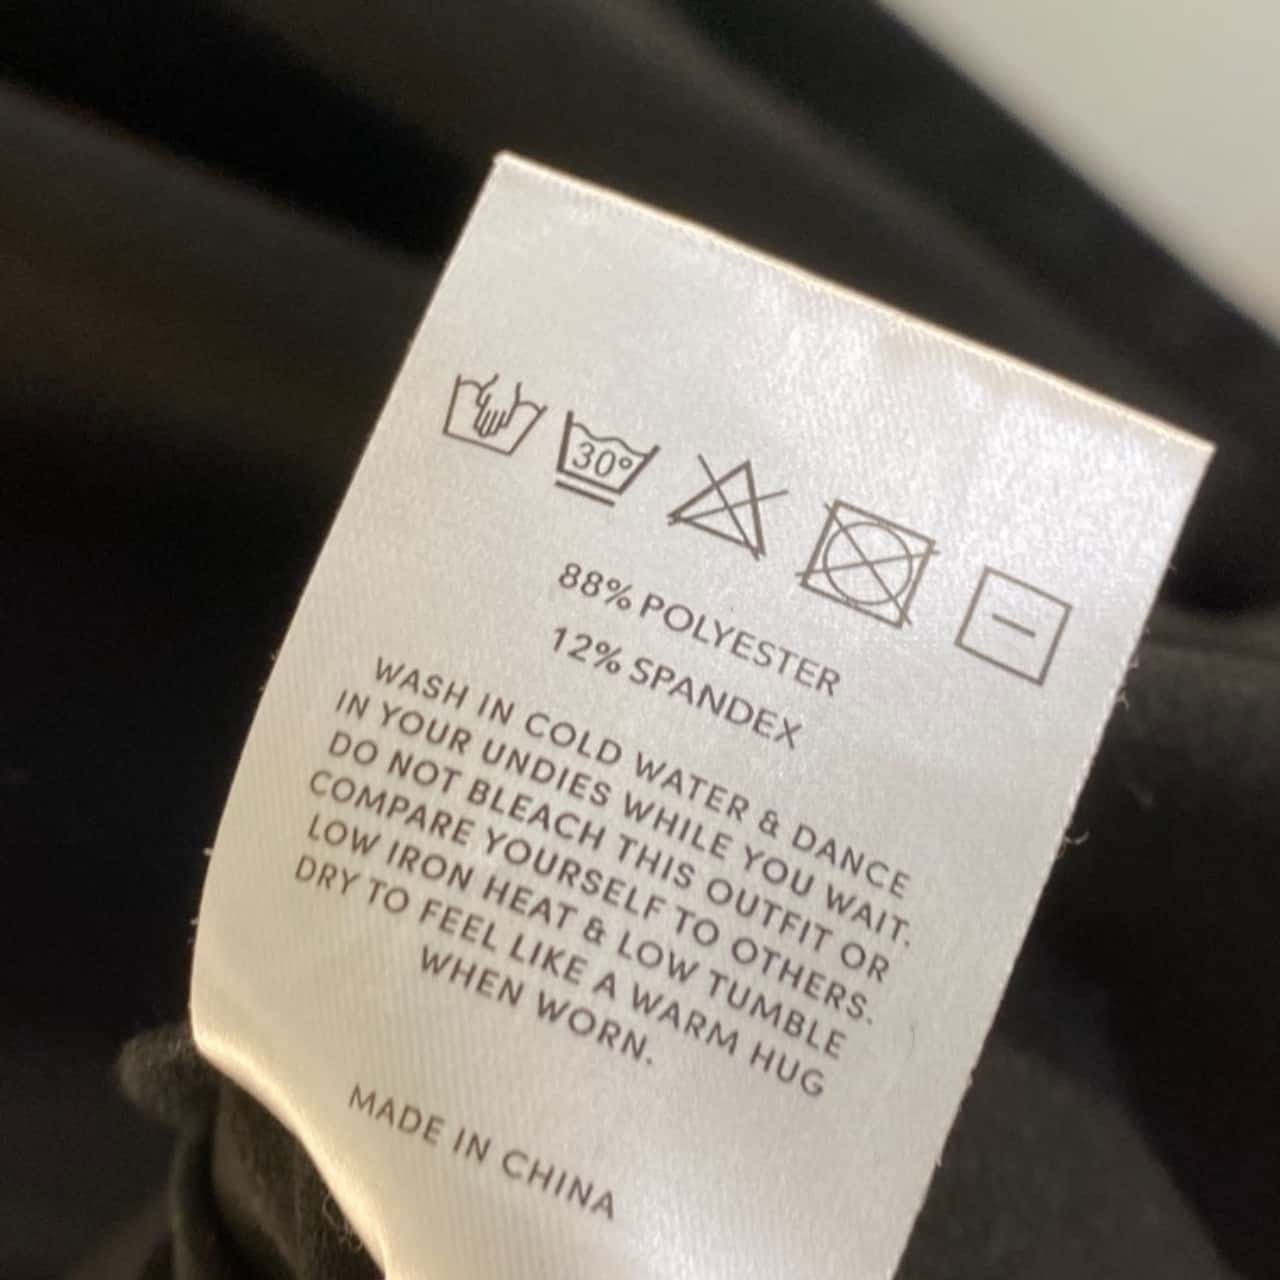 30°
88% POLYESTER
12% SPANDEX
WASH IN COLD WATER & DANCE
IN YOUR UNDIES WHILE YOU WAIT.
DO NOT BLEACH THIS OUTFIT OR
COMPARE YOURSELF TO OTHERS.
LOW IRON HEAT & LOW TUMBLE
DRY TO FEEL LIKE A WARM HUG
WHEN WORN.
MADE IN CHINA